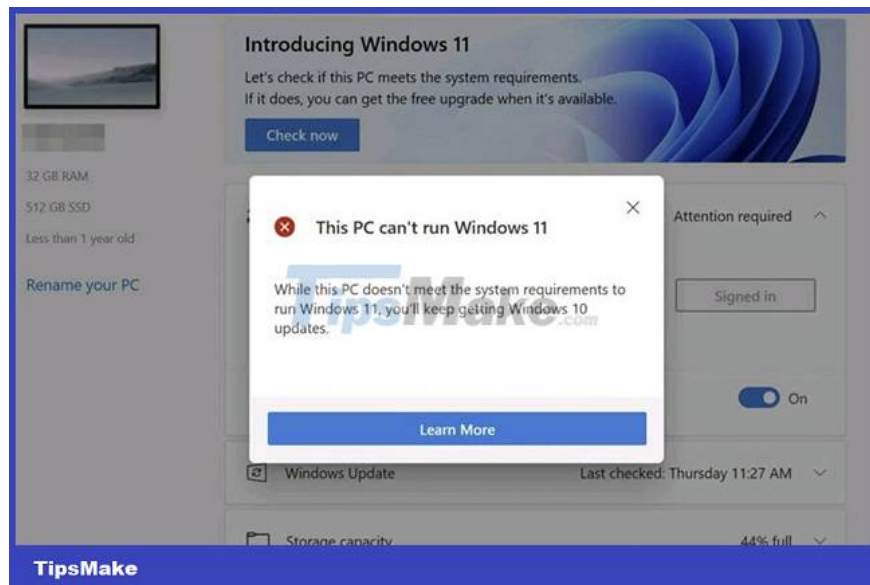 Introducing Windows 11
Let's check if this PC meets the system requirements.
If it does, you can get the free upgrade when it's available.
Check now
32 GB RAM
512 GB SSD
Less than 1 year old
Rename your PC
Attention required
This PC can't run Windows 11
While this PC doesn't meet the system requirements to
run Windows 11, you'll keep getting Windows 10
updates.
TipsMake.com
Signed in
On
Learn More
Windows Update
Last checked: Thursday 11:27 AM
Storage capacity
44% full
TipsMake